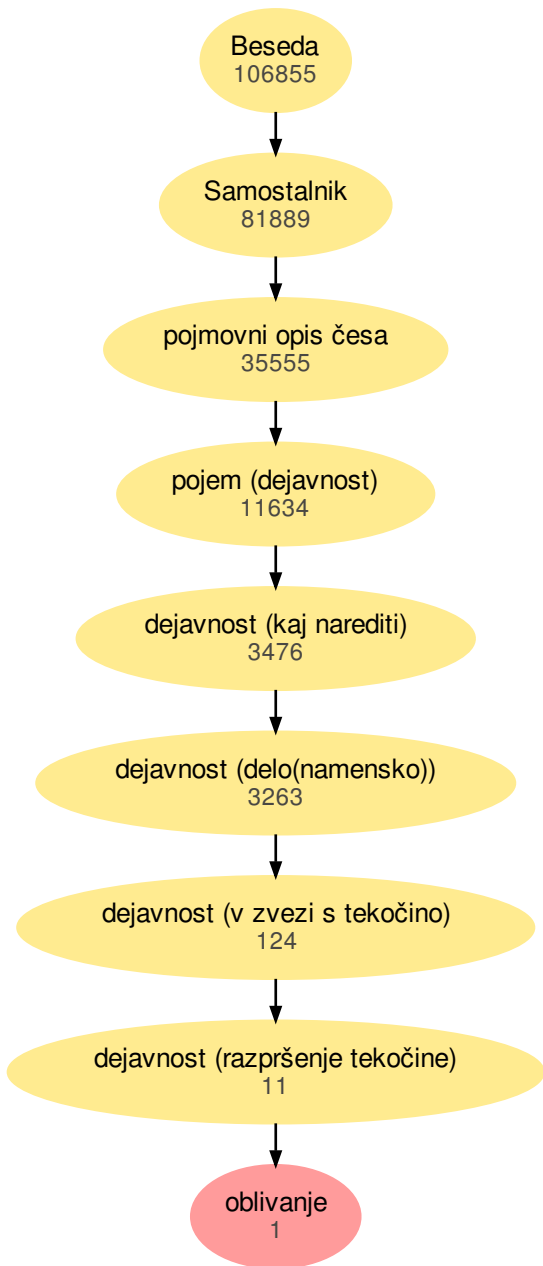 Beseda
106855
Samostalnik
81889
pojmovni opis česa
35555
pojem (dejavnost)
11634
dejavnost (kaj narediti)
3476
dejavnost (delo(namensko))
3263
dejavnost (v zvezi s tekočino)
124
dejavnost (razpršenje tekočine)
11
oblivanje
1